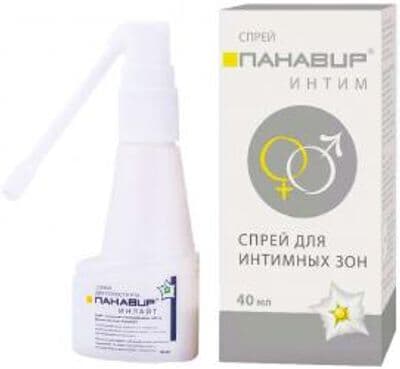 СПРЕЙ
ПАНАВИР®
ИНТИМ
СПРЕЙ ДЛЯ
ИНТИМНЫХ ЗОН
40 мл
ПАНАВИР®
ИНЛАЙТ